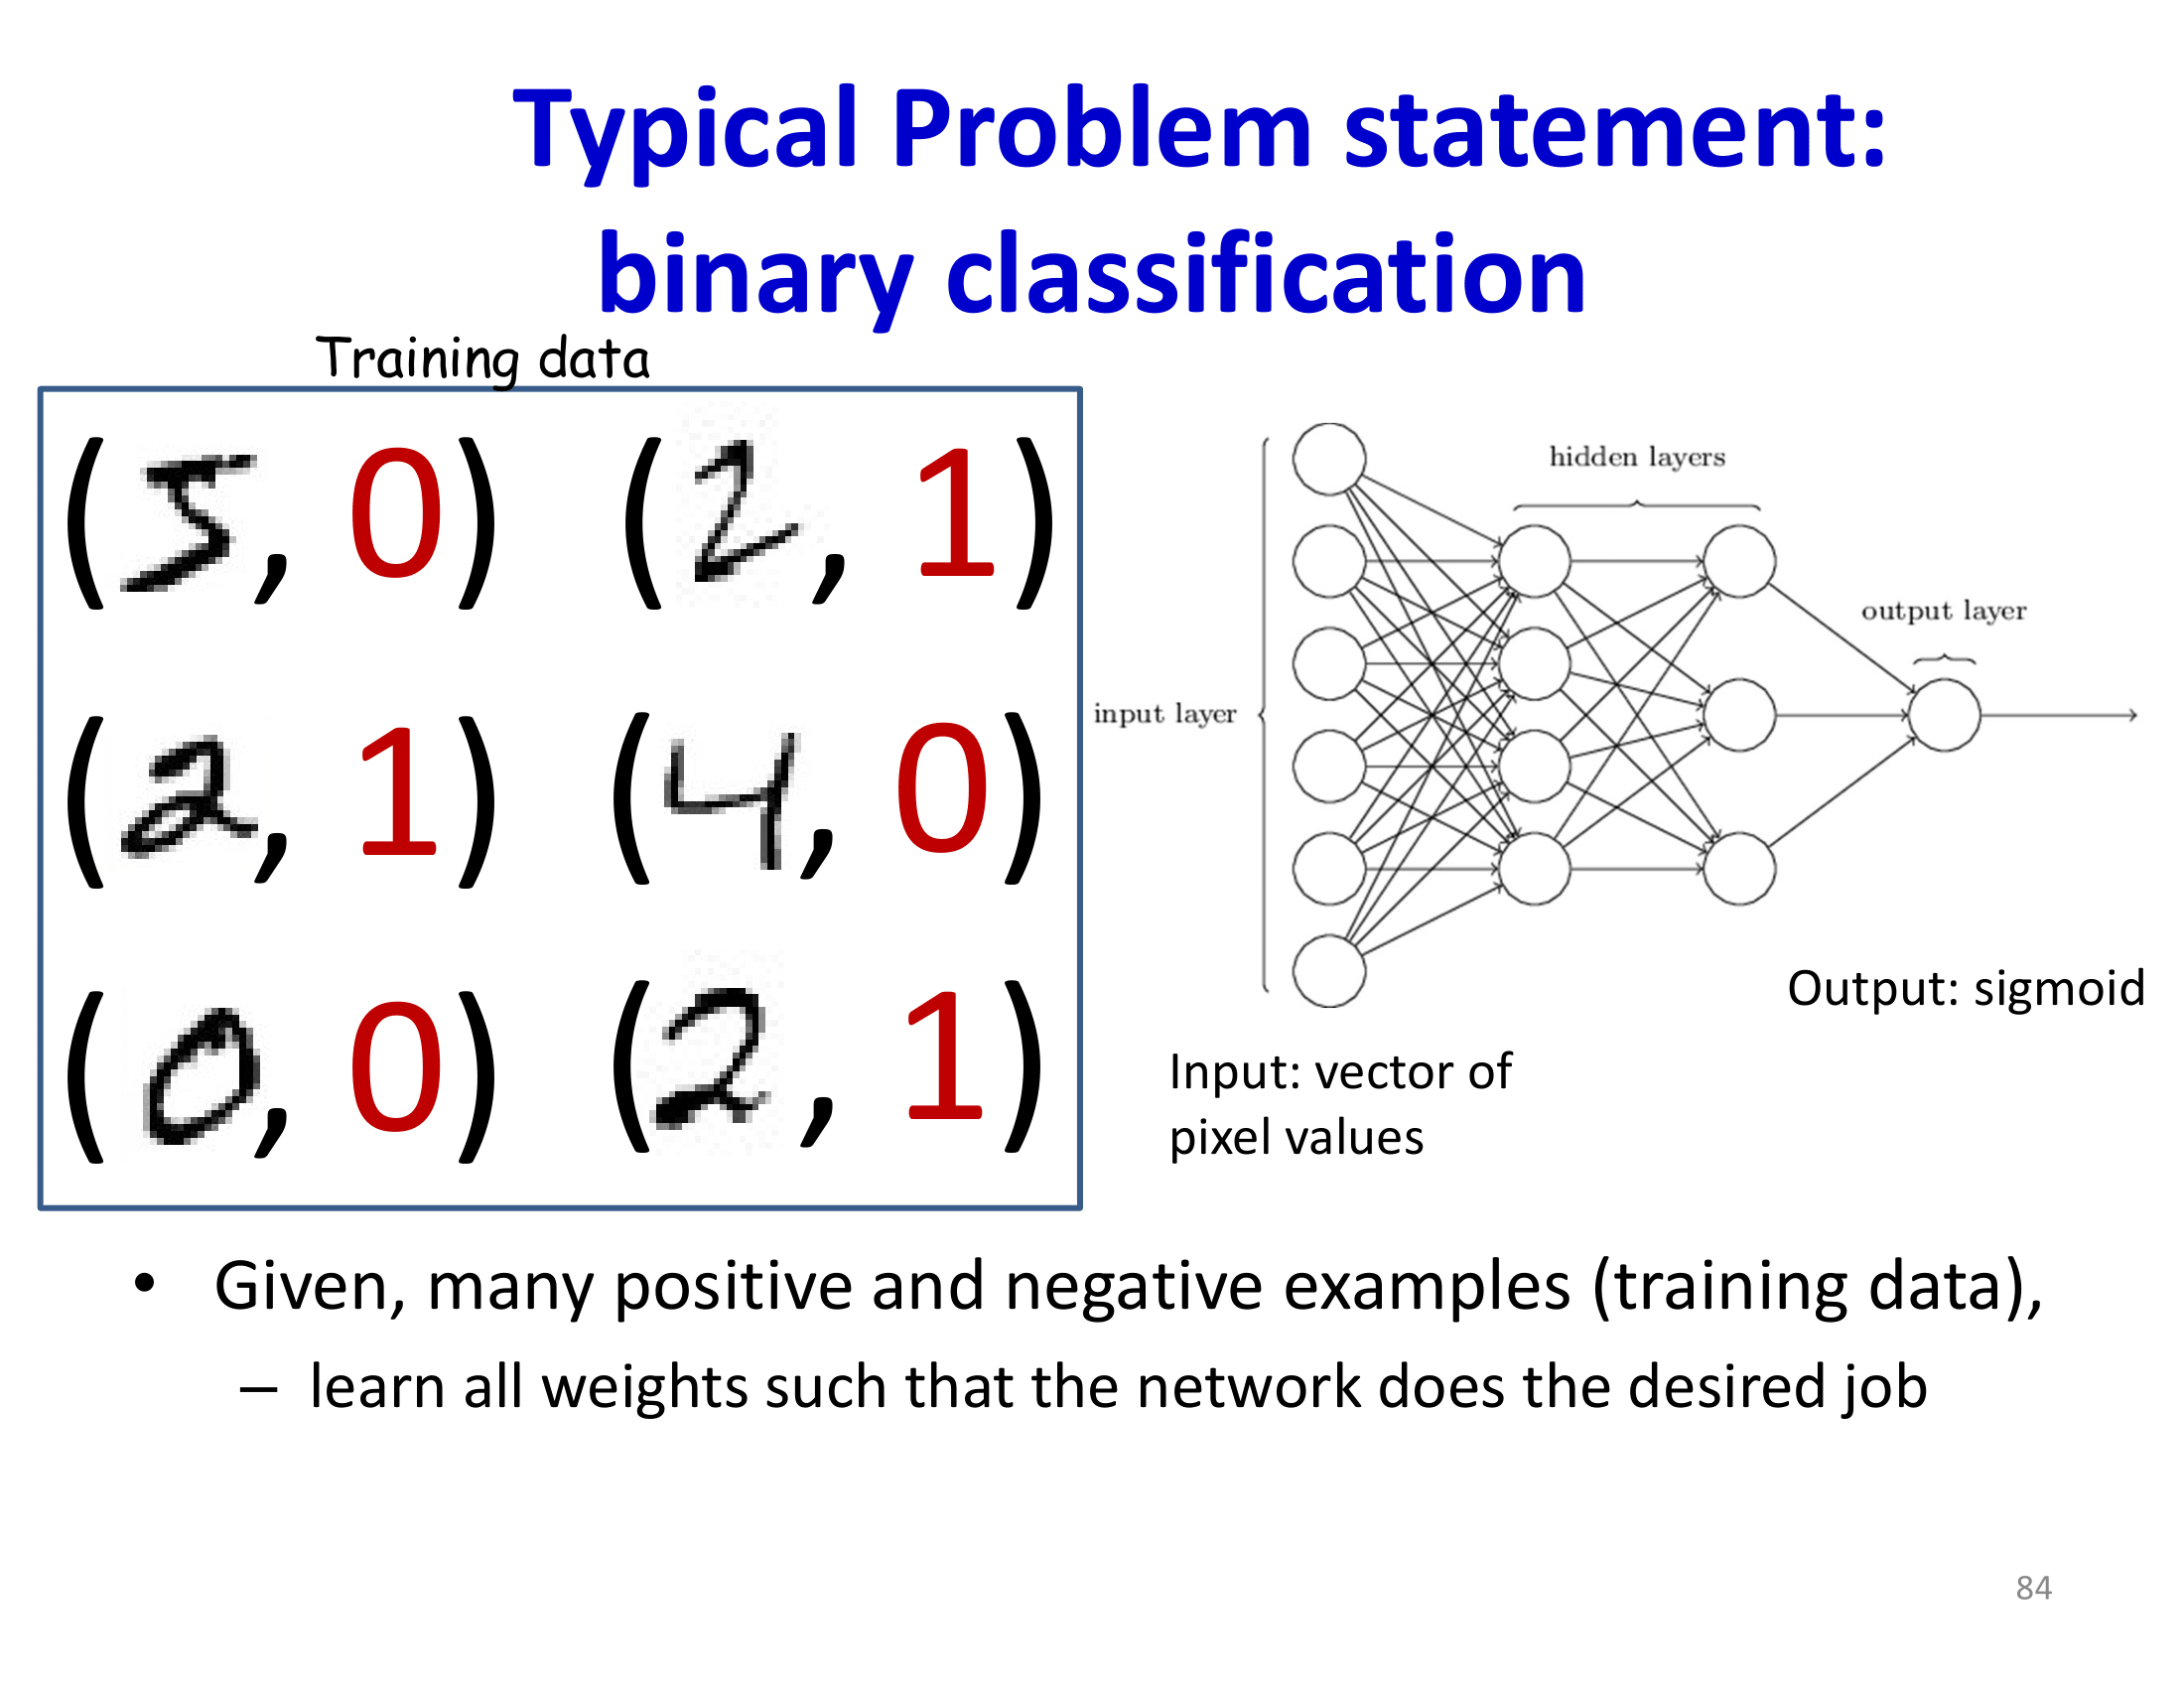 Typical Problem statement:
binary classification
Training data
(5, 0) (2, 1)
(2, 1) (4, 0)
(0, 0) (2, 1)
input layer
hidden layers
output layer
Output: sigmoid
Input: vector of
pixel values
• Given, many positive and negative examples (training data),
– learn all weights such that the network does the desired job
84